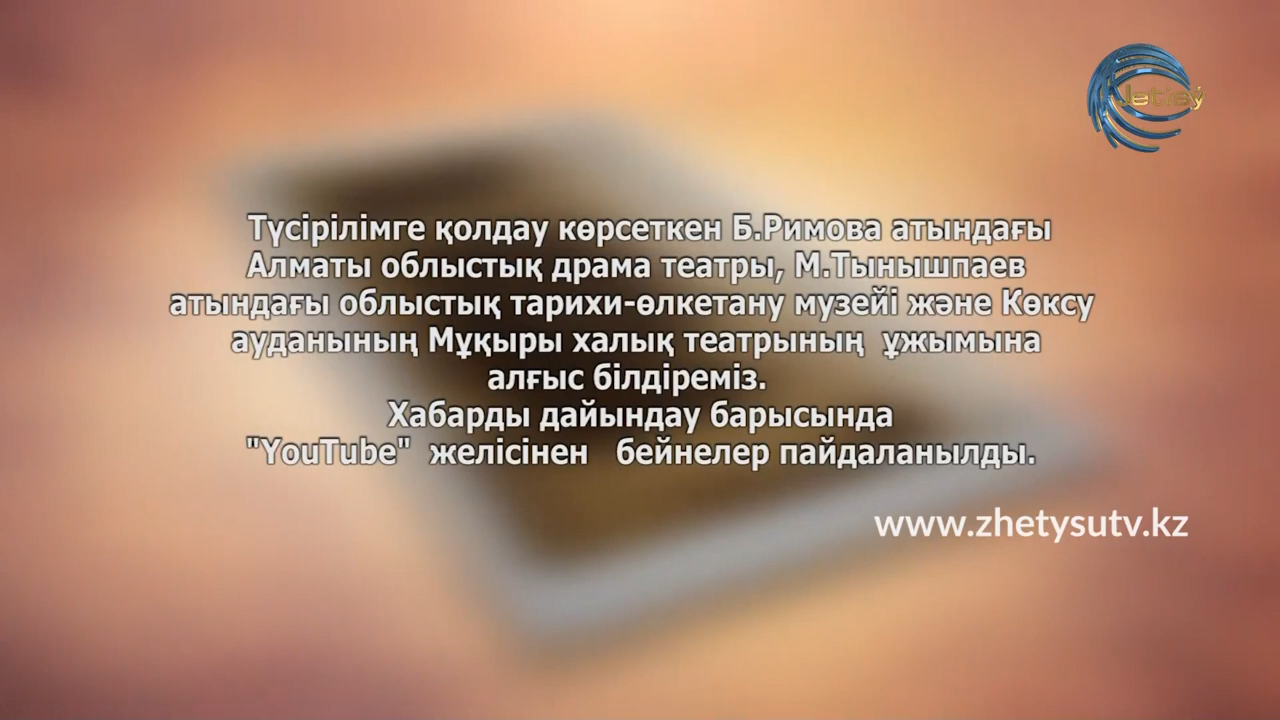 Jetisý
Түсірілімге қолдау көрсеткен Б.Римова атындағы
Алматы облыстық драма театры, М.Тынышпаев
атындағы облыстық тарихи-өлкетану музейі және Көксу
ауданының Мұқыры халық театрының ұжымына
алғыс білдіреміз.
Хабарды дайындау барысында
"YouTube" желісінен бейнелер пайдаланылды.
www.zhetysutv.kz